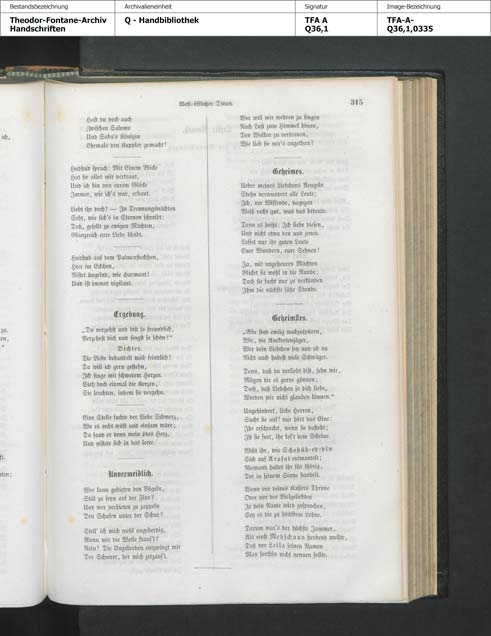 Bestandsbezeichnung
Archivalieneinheit
Signatur
Image-Bezeichnung
Theodor-Fontane-Archiv
Handschriften
Q - Handbibliothek
TFA A
Q36,1
TFA-A-
Q36,1,0335
West-östlicher Divan.
315
Hast du doch auch
Zwischen Salomo
Und Saba's Königin
Ehemals den Kuppler gemacht!
Hudhud sprach: Mit Einem Blicke
Hat sie alles mir vertraut,
Und ich bin von eurem Glücke
Immer, wie ich's war, erbaut.
Liebt ihr doch! — In Trennungsnächten
Seht, wie sich's in Sternen schreibt:
Daß, gesellt zu ewigen Mächten,
Glanzreich eure Liebe bleibt.
Hudhud auf dem Palmensteckchen,
Hier im Eckchen,
Nistet äugelnd, wie charmant!
Und ist immer vigilant.
Ergebung.
„Du vergehst und bist so freundlich,
Verzehrst dich und singst so schön?“
Dichter.
Die Liebe behandelt mich feindlich!
Da will ich gern gestehn,
Ich singe mit schwerem Herzen.
Sieh doch einmal die Kerzen,
Sie leuchten, indem sie vergehn.
Eine Stelle suchte der Liebe Schmerz,
Wo es recht wüst und einsam wäre;
Da fand er denn mein ödes Herz,
Und nistete sich in das leere.
Unvermeidlich.
Wer kann gebieten den Vögeln,
Still zu seyn auf der Flur?
Und wer verbieten zu zappeln
Den Schafen unter der Schur?
Stell' ich mich wohl ungebärdig,
Wenn mir die Wolle kraus't?
Nein! Die Ungebärden entzwingt mir
Der Scheerer, der mich zerzaus't.
Wer will mir wehren zu singen
Nach Lust zum Himmel hinan,
Den Wolken zu vertrauen,
Wie lieb sie mir's angethan?
Geheimes.
Ueber meines Liebchens Aeugeln
Stehn verwundert alle Leute;
Ich, der Wissende, dagegen
Weiß recht gut, was das bedeute.
Denn es heißt: Ich liebe diesen,
Und nicht etwa den und jenen.
Lasset nur ihr guten Leute
Euer Wundern, euer Sehnen!
Ja, mit ungeheuren Mächten
Blicket sie wohl in die Runde;
Doch sie sucht nur zu verkünden
Ihm die nächste süße Stunde.
Geheimstes.
„Wir sind emsig nachzuspüren,
Wir, die Anekdotenjäger,
Wer dein Liebchen sey und ob du
Nicht auch habest viele Schwäger.
Denn, daß du verliebt bist, sehn wir,
Mögen dir es gerne gönnen;
Doch, daß Liebchen so dich liebe,
Werden wir nicht glauben können.“
Ungehindert, liebe Herren,
Sucht sie auf! nur hört das Eine:
Ihr erschrecket, wenn sie dasteht;
Ist sie fort, ihr kos't dem Scheine.
Wißt ihr, wie Schehâb-ed-din
Sich auf Arafat entmantelt;
Niemand haltet ihr für thörig,
Der in seinem Sinne handelt.
Wenn vor deines Kaisers Throne
Oder vor der Vielgeliebten
Je dein Name wird gesprochen,
Sey es dir zu höchstem Lohne.
Darum war's der höchste Jammer,
Als einst Medschnun sterbend wollte,
Daß vor Leila seinen Namen
Man forthin nicht nennen sollte.